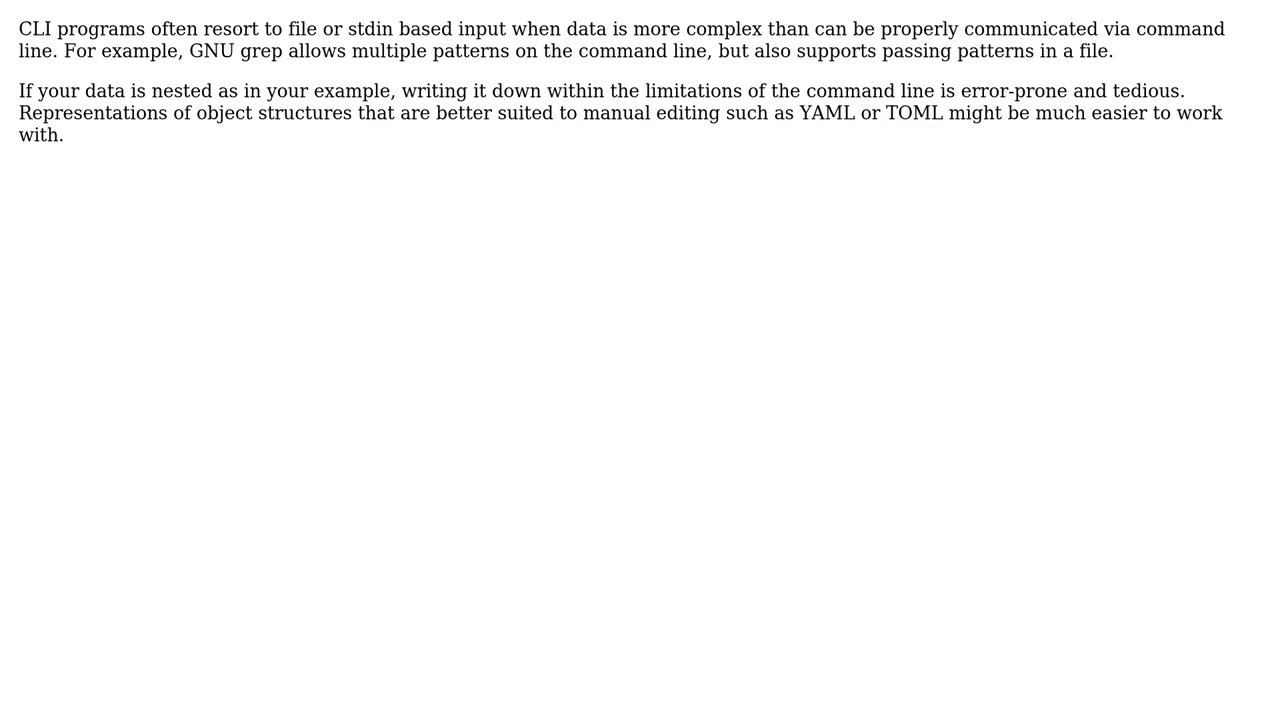 CLI programs often resort to file or stdin based input when data is more complex than can be properly communicated via command
line. For example, GNU grep allows multiple patterns on the command line, but also supports passing patterns in a file.
If your data is nested as in your example, writing it down within the limitations of the command line is error-prone and tedious.
Representations of object structures that are better suited to manual editing such as YAML or TOML might be much easier to work
with.